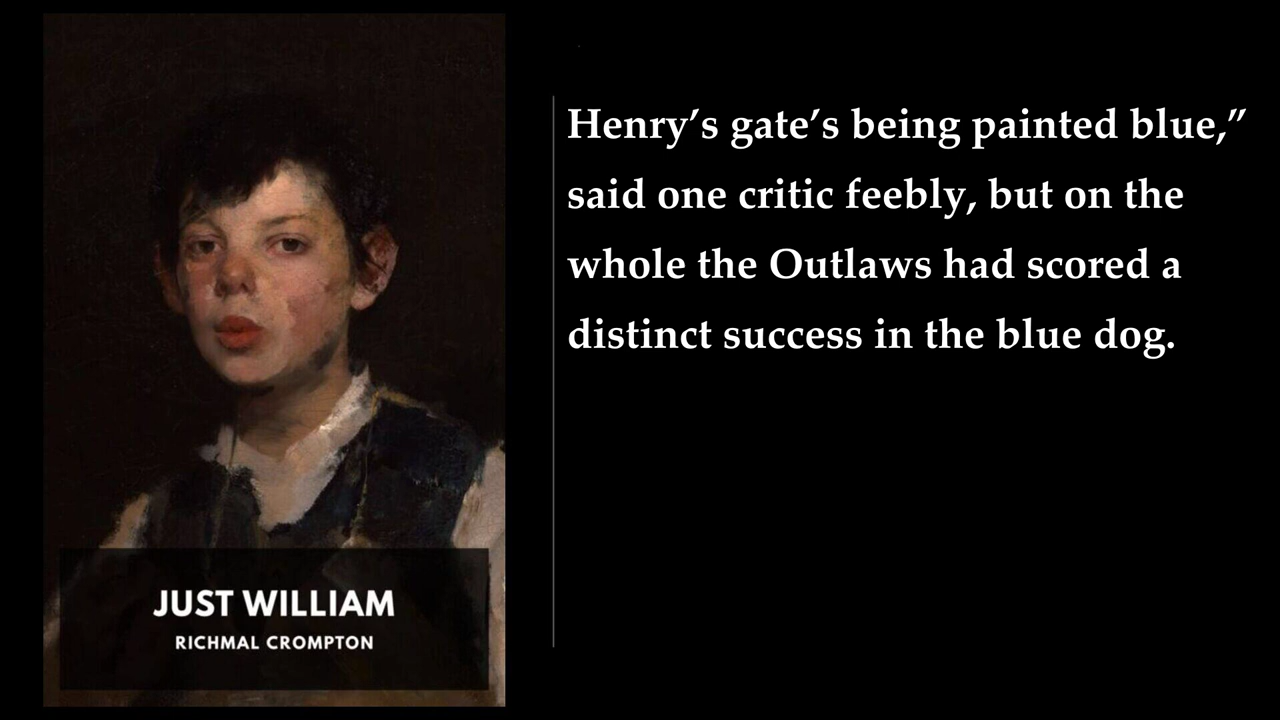 JUST WILLIAM
RICHMAL CROMPTON
Henry’s gate’s being painted blue,”
said one critic feebly, but on the
whole the Outlaws had scored a
distinct success in the blue dog.